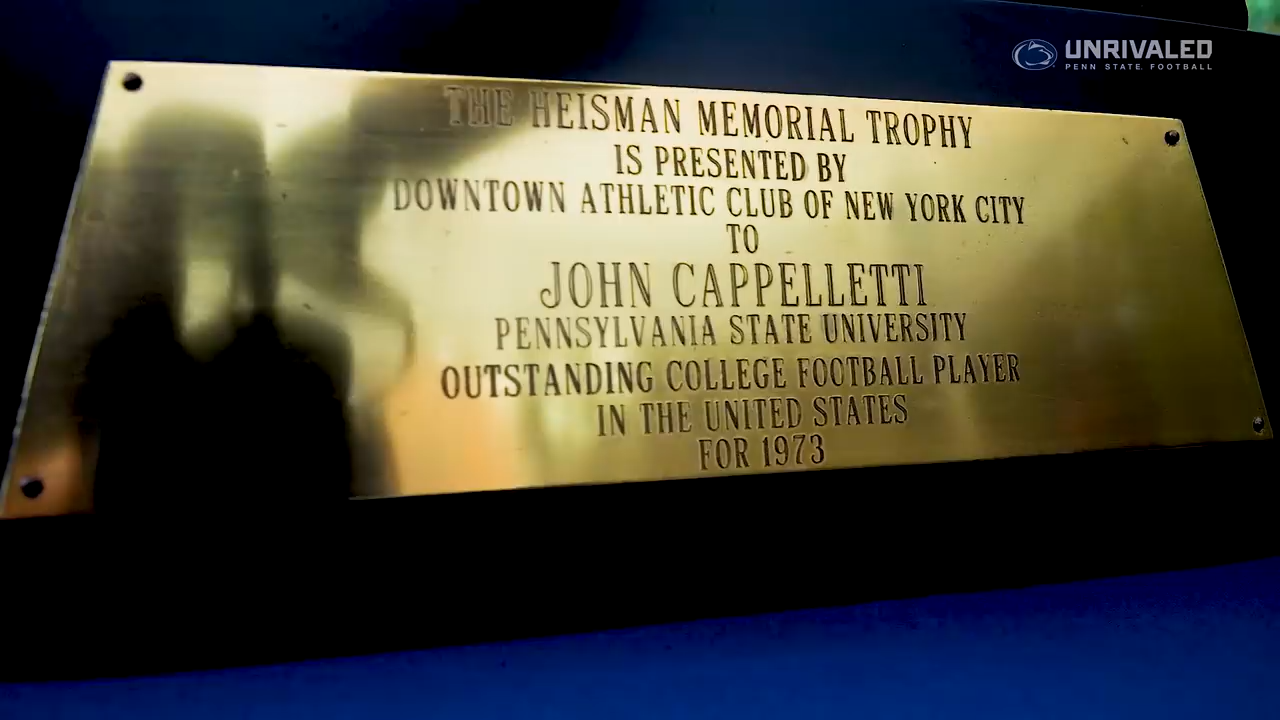 UNRIVALED
PENN STATE FOOTBALL
THE HEISMAN MEMORIAL TROPHY
IS PRESENTED BY
DOWNTOWN ATHLETIC CLUB OF NEW YORK CITY
TO
JOHN CAPPELLETTI
PENNSYLVANIA STATE UNIVERSITY
OUTSTANDING COLLEGE FOOTBALL PLAYER
IN THE UNITED STATES
FOR 1973